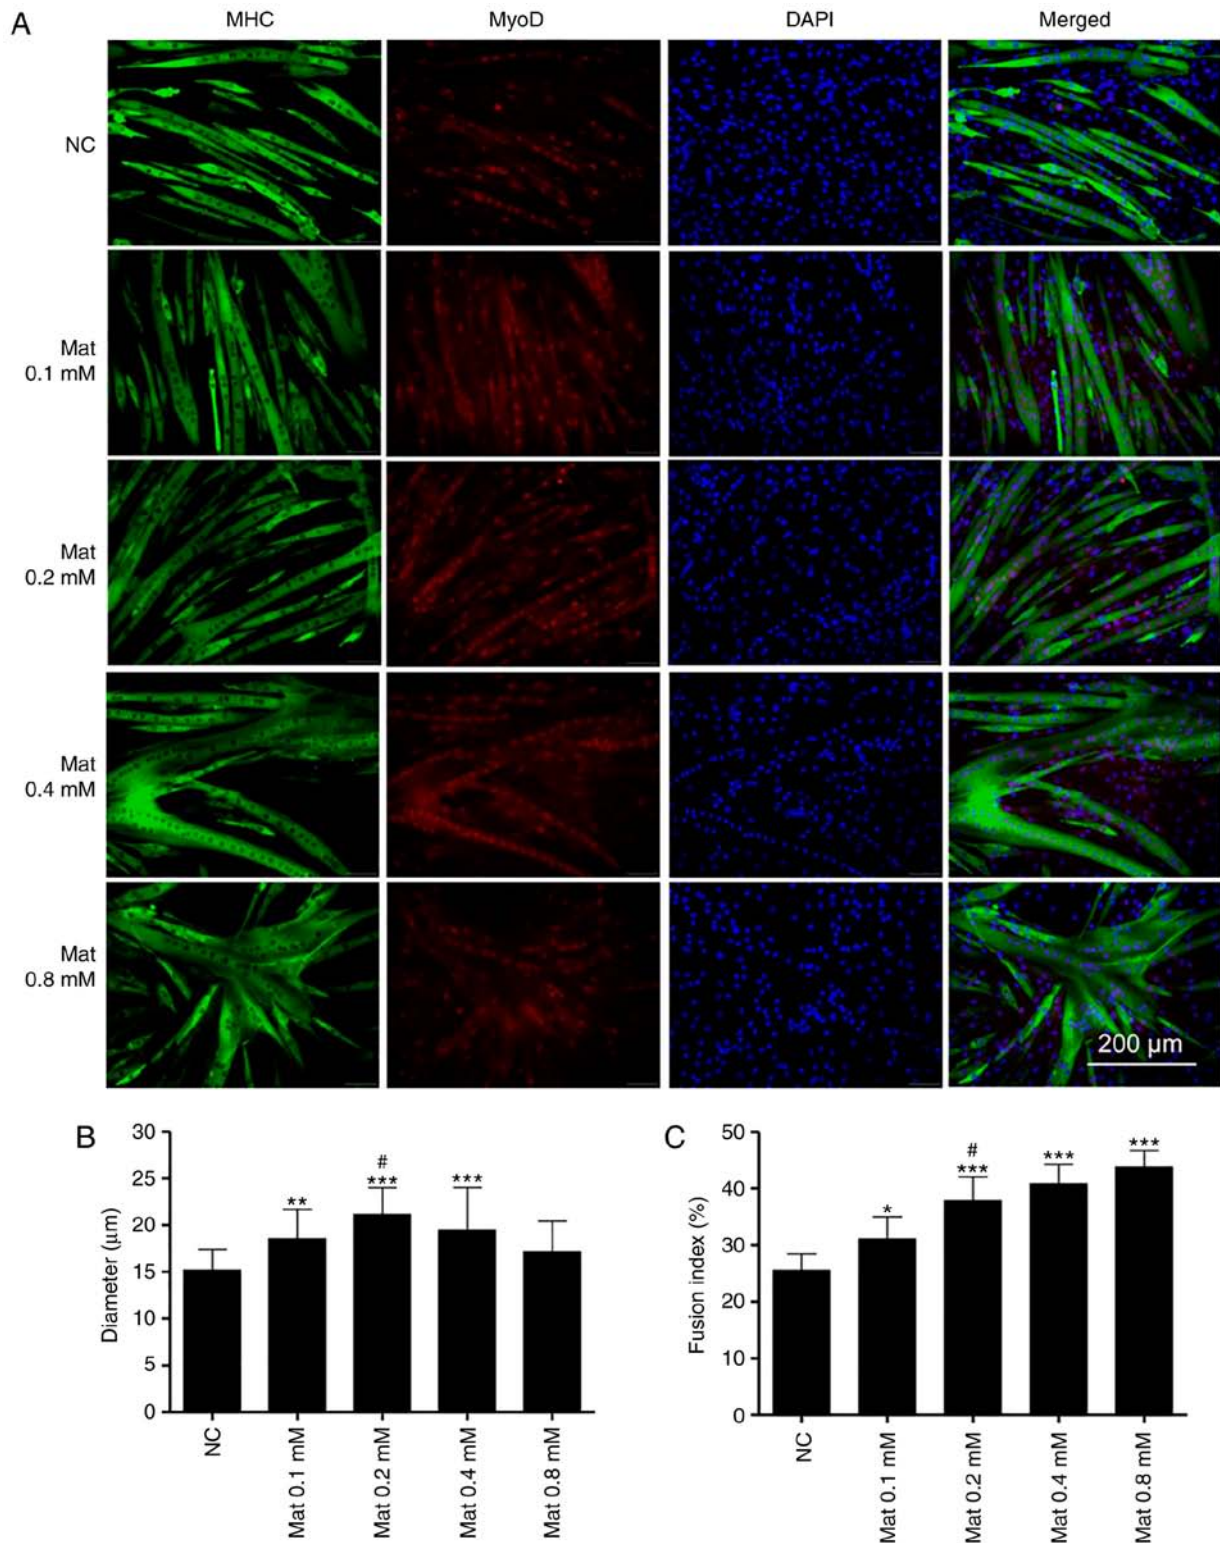 A
MHC MyoD DAPI Merged
NC
Mat
0.1 mM
Mat
0.2 mM
Mat
0.4 mM
Mat
0.8 mM
200 µm
B
Diameter (µm)
30
25
20
15
10
5
0
**
#
***
***
NC
Mat 0.1 mM
Mat 0.2 mM
Mat 0.4 mM
Mat 0.8 mM
C
Fusion index (%)
50
40
30
20
10
0
*
#
***
***
***
NC
Mat 0.1 mM
Mat 0.2 mM
Mat 0.4 mM
Mat 0.8 mM